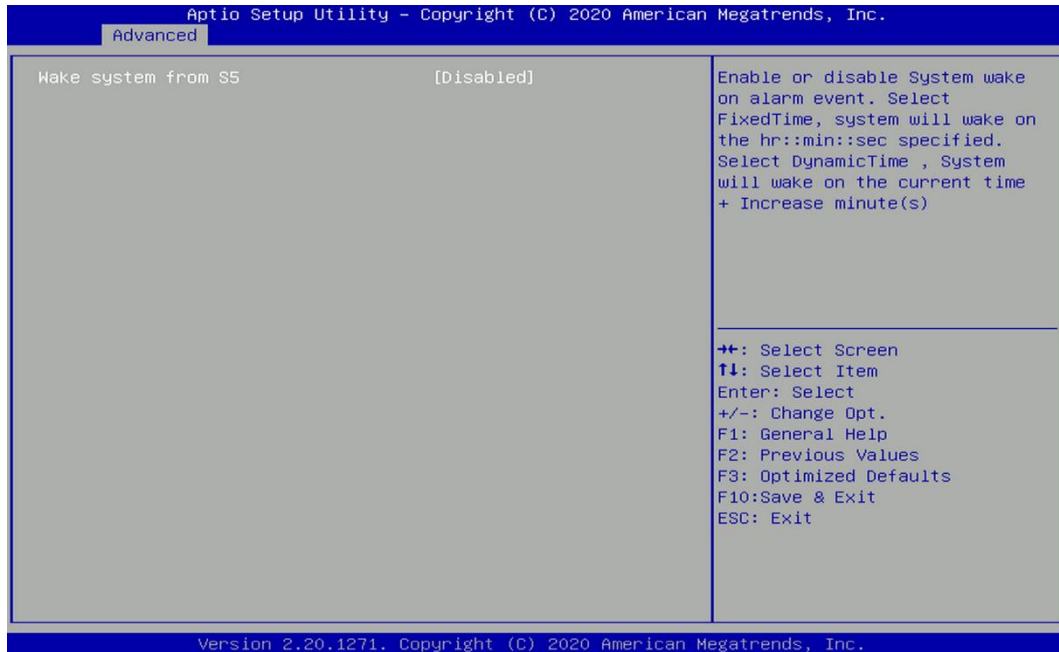 Aptio Setup Utility – Copyright (C) 2020 American Megatrends, Inc.
Advanced
Wake system from S5 [Disabled]
Enable or disable System wake
on alarm event. Select
FixedTime, system will wake on
the hr::min::sec specified.
Select DynamicTime , System
will wake on the current time
+ Increase minute(s)
→←: Select Screen
↑↓: Select Item
Enter: Select
+/-: Change Opt.
F1: General Help
F2: Previous Values
F3: Optimized Defaults
F10:Save & Exit
ESC: Exit
Version 2.20.1271. Copyright (C) 2020 American Megatrends, Inc.